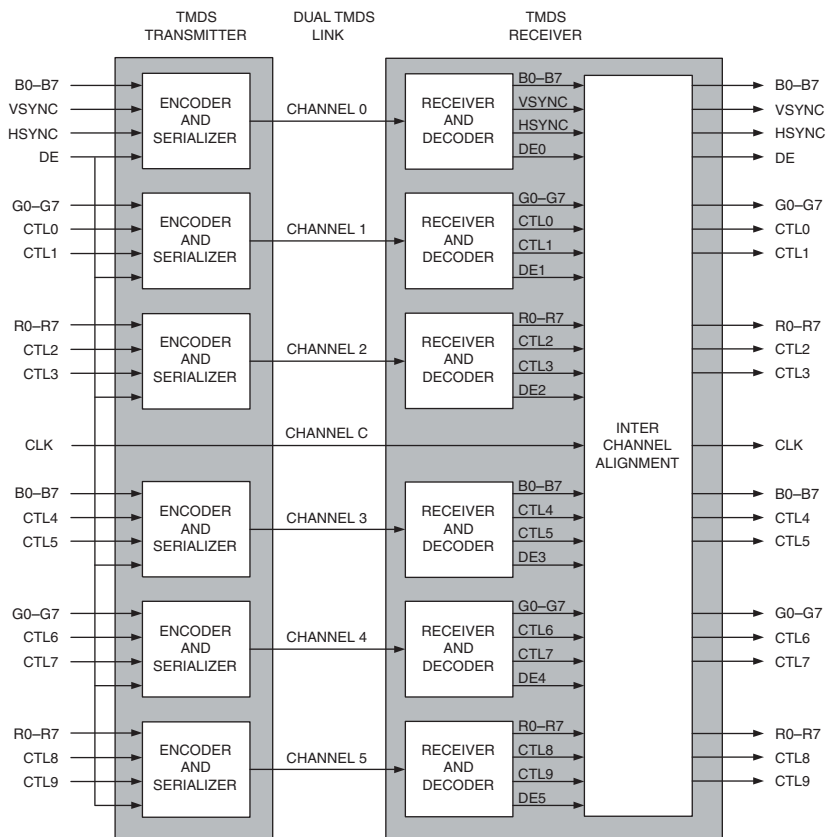 TMDS
TRANSMITTER
DUAL TMDS
LINK
TMDS
RECEIVER
B0–B7
VSYNC
HSYNC
DE
ENCODER
AND
SERIALIZER
CHANNEL 0
RECEIVER
AND
DECODER
B0–B7
VSYNC
HSYNC
DE0
B0–B7
VSYNC
HSYNC
DE
G0–G7
CTL0
CTL1
ENCODER
AND
SERIALIZER
CHANNEL 1
RECEIVER
AND
DECODER
G0–G7
CTL0
CTL1
DE1
G0–G7
CTL0
CTL1
R0–R7
CTL2
CTL3
ENCODER
AND
SERIALIZER
CHANNEL 2
RECEIVER
AND
DECODER
R0–R7
CTL2
CTL3
DE2
R0–R7
CTL2
CTL3
CLK
CHANNEL C
INTER
CHANNEL
ALIGNMENT
CLK
B0–B7
CTL4
CTL5
ENCODER
AND
SERIALIZER
CHANNEL 3
RECEIVER
AND
DECODER
B0–B7
CTL4
CTL5
DE3
B0–B7
CTL4
CTL5
G0–G7
CTL6
CTL7
ENCODER
AND
SERIALIZER
CHANNEL 4
RECEIVER
AND
DECODER
G0–G7
CTL6
CTL7
DE4
G0–G7
CTL6
CTL7
R0–R7
CTL8
CTL9
ENCODER
AND
SERIALIZER
CHANNEL 5
RECEIVER
AND
DECODER
R0–R7
CTL8
CTL9
DE5
R0–R7
CTL8
CTL9